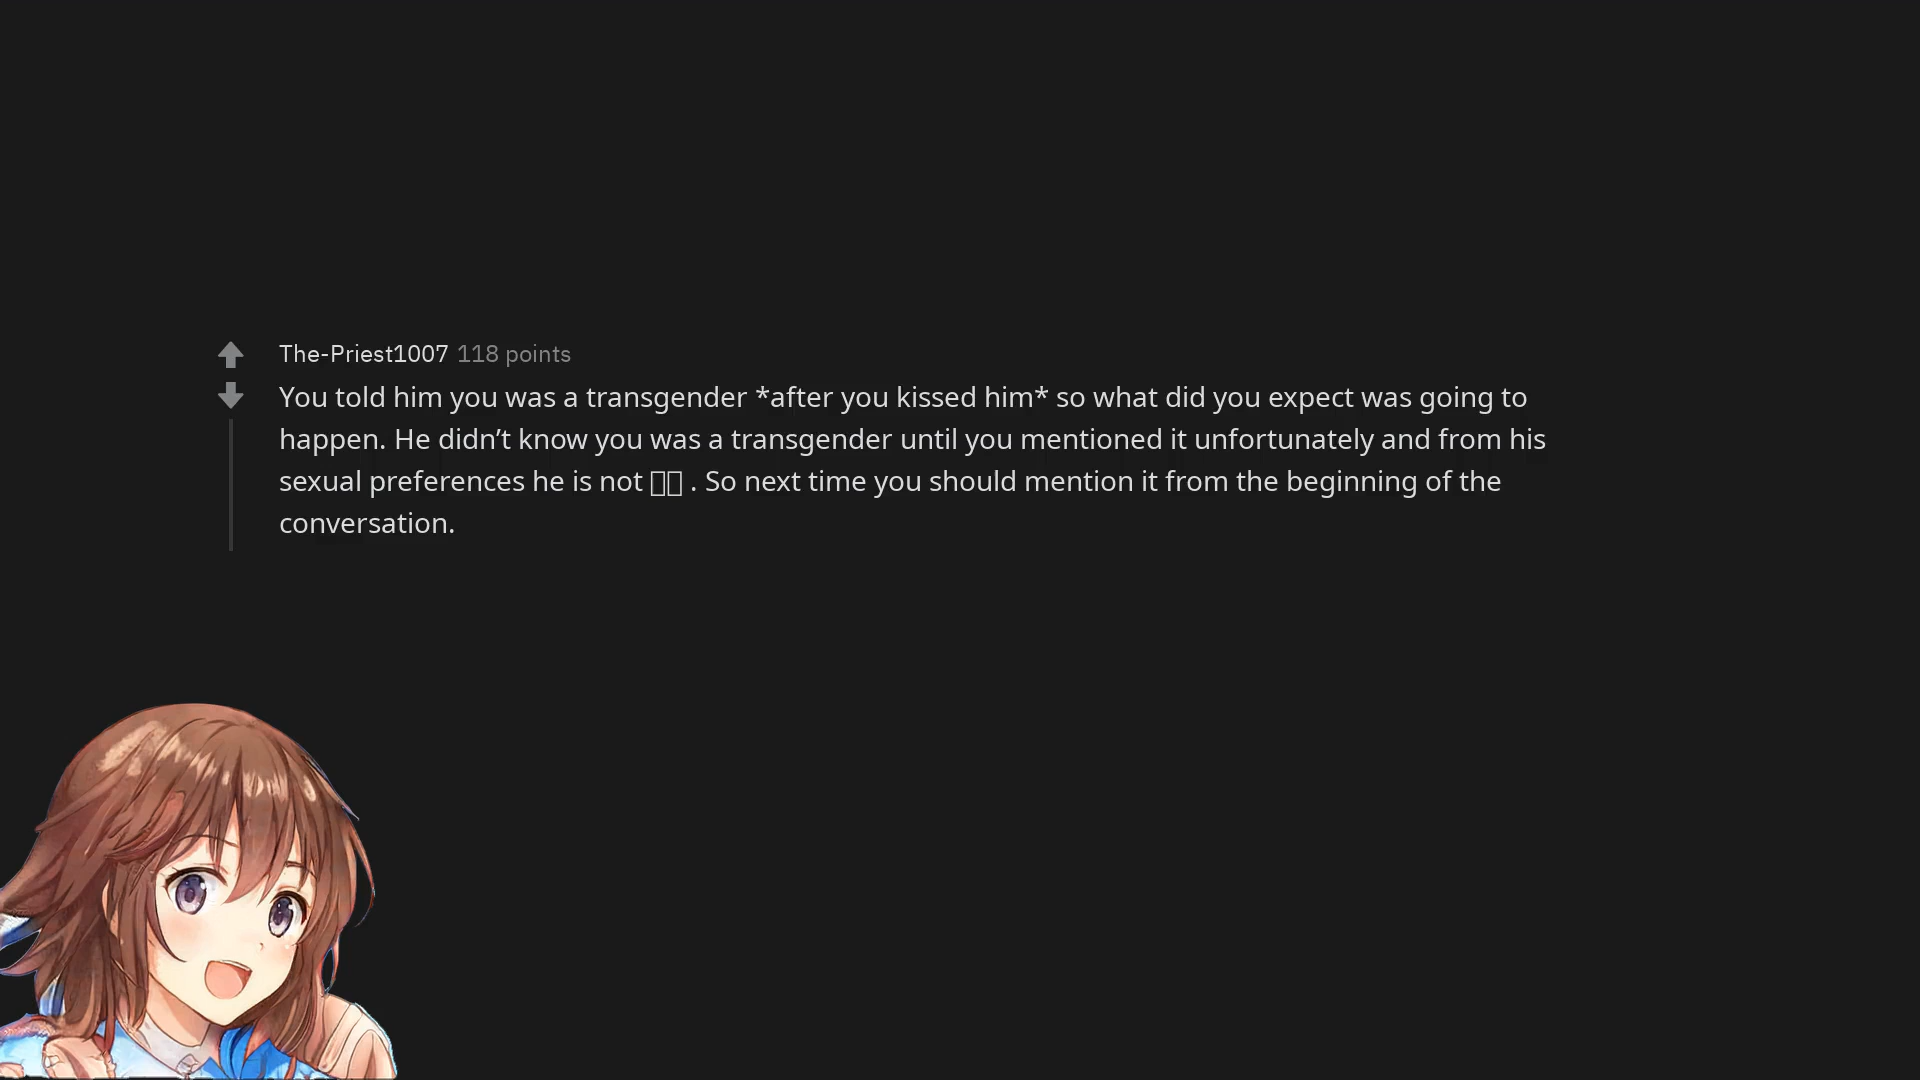 The-Priest1007 118 points
You told him you was a transgender *after you kissed him* so what did you expect was going to
happen. He didn’t know you was a transgender until you mentioned it unfortunately and from his
sexual preferences he is not . So next time you should mention it from the beginning of the
conversation.